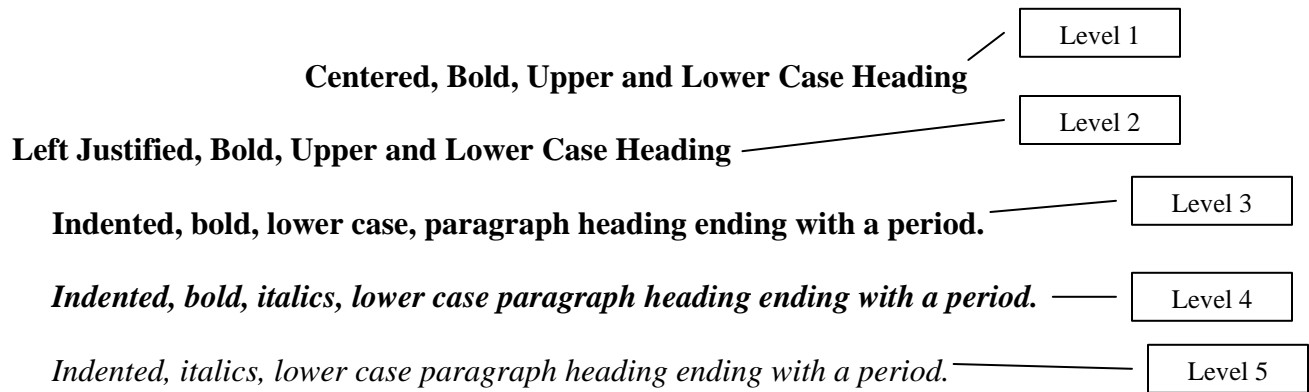 Level 1
Centered, Bold, Upper and Lower Case Heading
Level 2
Left Justified, Bold, Upper and Lower Case Heading
Level 3
Indented, bold, lower case, paragraph heading ending with a period.
Indented, bold, italics, lower case paragraph heading ending with a period.
Level 4
Indented, italics, lower case paragraph heading ending with a period.
Level 5